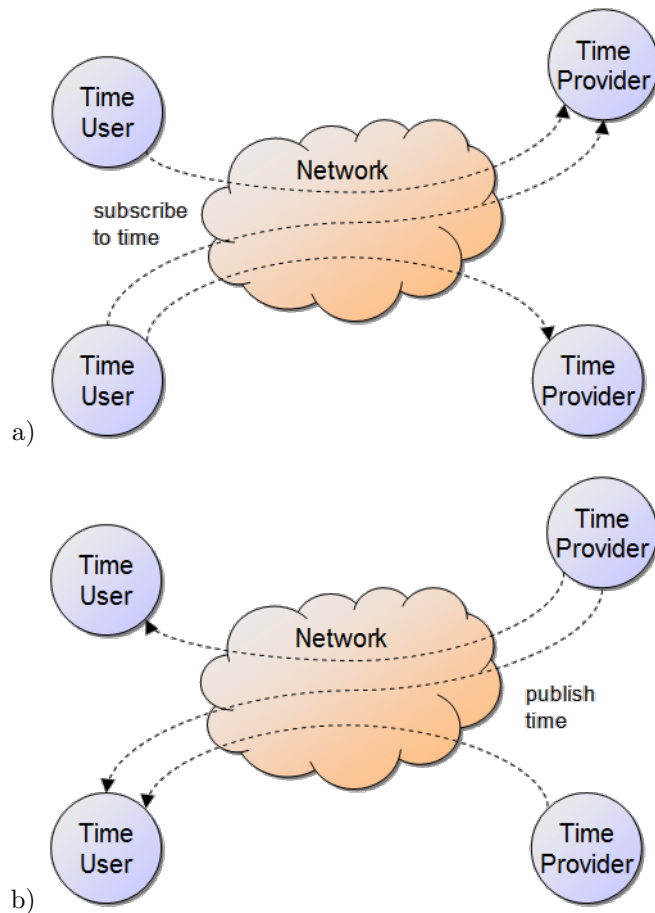 Time
User
Time
Provider
Network
subscribe
to time
Time
User
Time
Provider
a)
Time
User
Time
Provider
Network
publish
time
Time
User
Time
Provider
b)